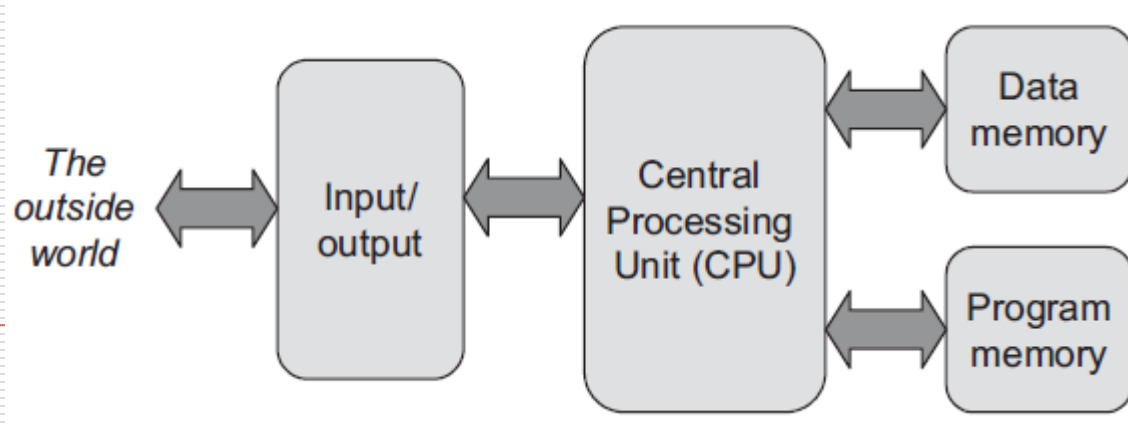 The
outside
world
Input/
output
Central
Processing
Unit (CPU)
Data
memory
Program
memory